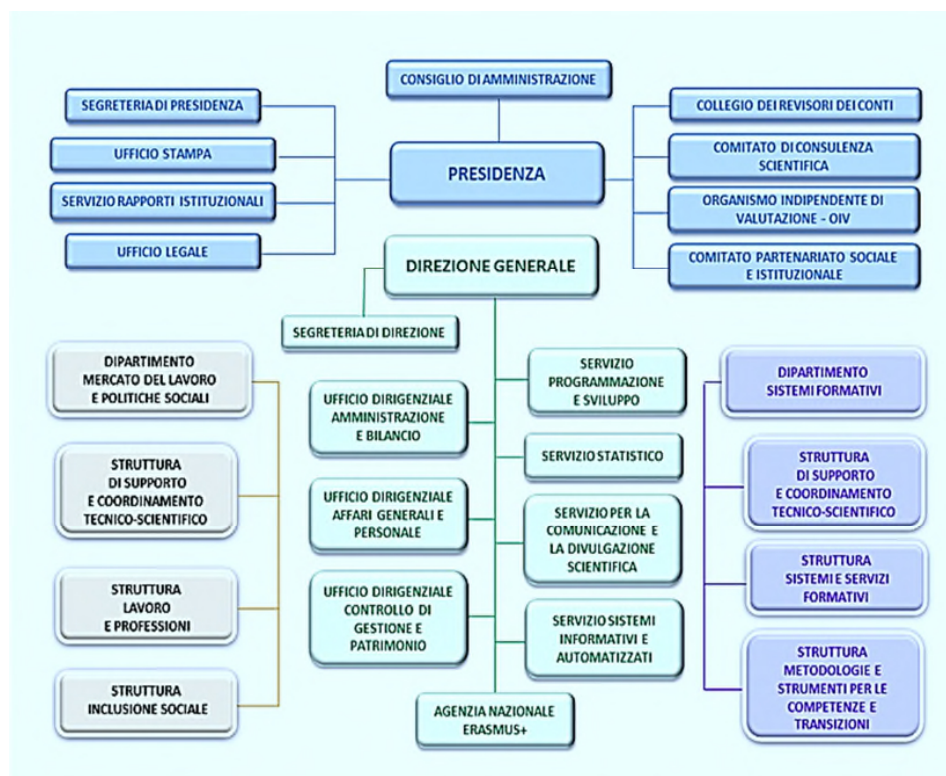 CONSIGLIO DI AMMINISTRAZIONE
SEGRETERIA DI PRESIDENZA
UFFICIO STAMPA
SERVIZIO RAPPORTI ISTITUZIONALI
UFFICIO LEGALE
PRESIDENZA
COLLEGIO DEI REVISORI DEI CONTI
COMITATO DI CONSULENZA
SCIENTIFICA
ORGANISMO INDIPENDENTE DI
VALUTAZIONE - OIV
COMITATO PARTENARIATO SOCIALE
E ISTITUZIONALE
DIREZIONE GENERALE
SEGRETERIA DI DIREZIONE
DIPARTIMENTO
MERCATO DEL LAVORO
E POLITICHE SOCIALI
STRUTTURA
DI SUPPORTO
E COORDINAMENTO
TECNICO-SCIENTIFICO
STRUTTURA
LAVORO
E PROFESSIONI
STRUTTURA
INCLUSIONE SOCIALE
UFFICIO DIRIGENZIALE
AMMINISTRAZIONE
E BILANCIO
UFFICIO DIRIGENZIALE
AFFARI GENERALI E
PERSONALE
UFFICIO DIRIGENZIALE
CONTROLLO DI
GESTIONE E
PATRIMONIO
SERVIZIO
PROGRAMMAZIONE
E SVILUPPO
SERVIZIO STATISTICO
SERVIZIO PER LA
COMUNICAZIONE E
LA DIVULGAZIONE
SCIENTIFICA
SERVIZIO SISTEMI
INFORMATIVI E
AUTOMATIZZATI
AGENZIA NAZIONALE
ERASMUS+
DIPARTIMENTO
SISTEMI FORMATIVI
STRUTTURA
DI SUPPORTO
E COORDINAMENTO
TECNICO-SCIENTIFICO
STRUTTURA
SISTEMI E SERVIZI
FORMATIVI
STRUTTURA
METODOLOGIE E
STRUMENTI PER LE
COMPETENZE E
TRANSIZIONI